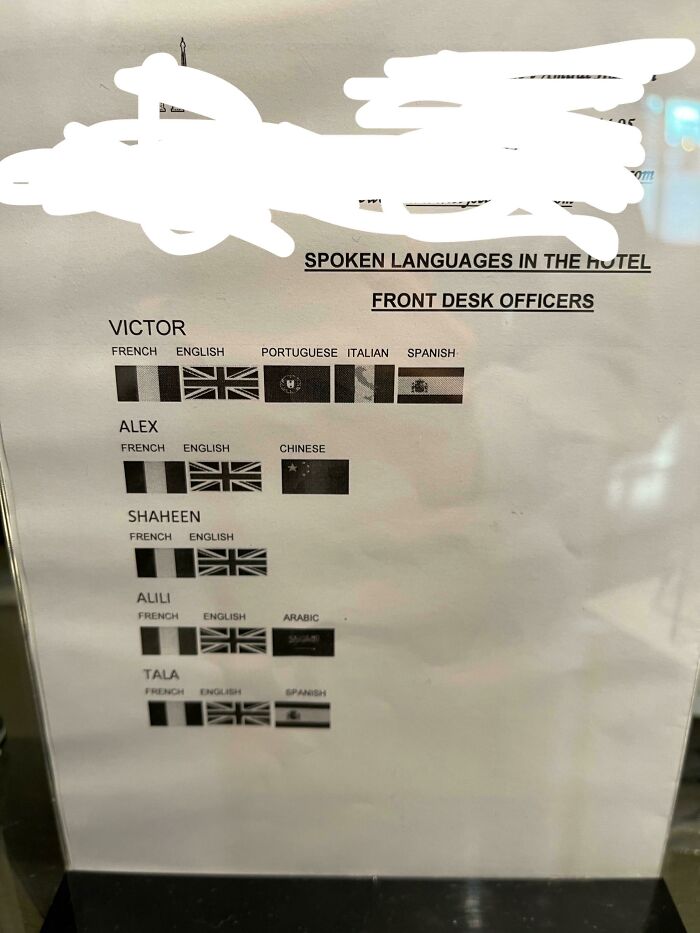 SPOKEN LANGUAGES IN THE HOTEL
FRONT DESK OFFICERS
VICTOR
FRENCH ENGLISH PORTUGUESE ITALIAN SPANISH
ALEX
FRENCH ENGLISH CHINESE
SHAHEEN
FRENCH ENGLISH
ALILI
FRENCH ENGLISH ARABIC
TALA
FRENCH ENGLISH SPANISH